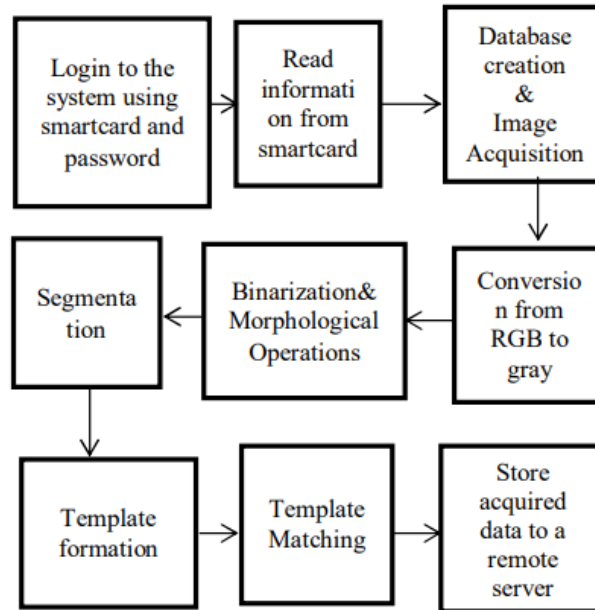 Login to the
system using
smartcard and
password
Read
informati
on from
smartcard
Database
creation
&
Image
Acquisition
Conversio
n from
RGB to
gray
Binarization&
Morphological
Operations
Segmenta
tion
Template
formation
Template
Matching
Store
acquired
data to a
remote
server